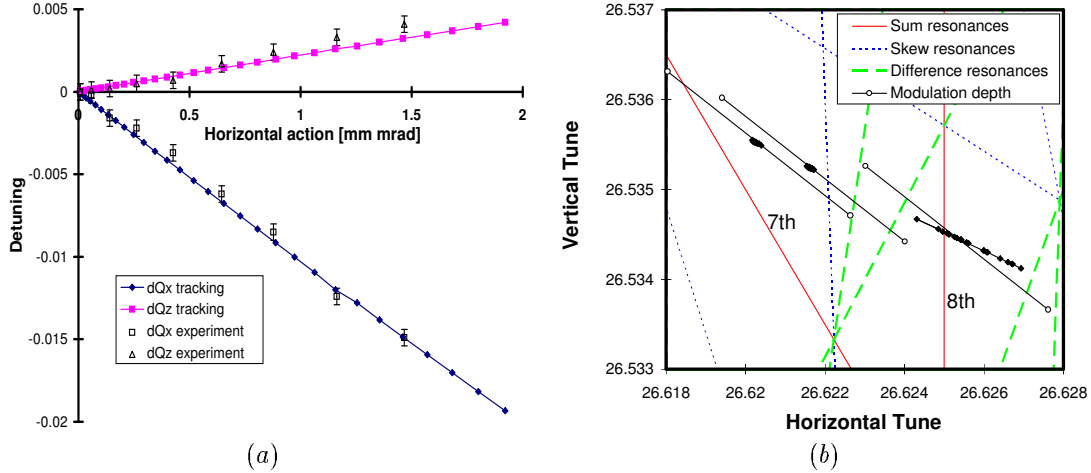 0.005
0
-0.005
-0.01
-0.015
-0.02
0
0.5
1
1.5
2
Horizontal action [mm mrad]
Detuning
dQx tracking
dQz tracking
dQx experiment
dQz experiment
(a)
26.537
26.536
26.535
26.534
26.533
Vertical Tune
Sum resonances
Skew resonances
Difference resonances
Modulation depth
7th
8th
26.618
26.62
26.622
26.624
26.626
26.628
Horizontal Tune
(b)